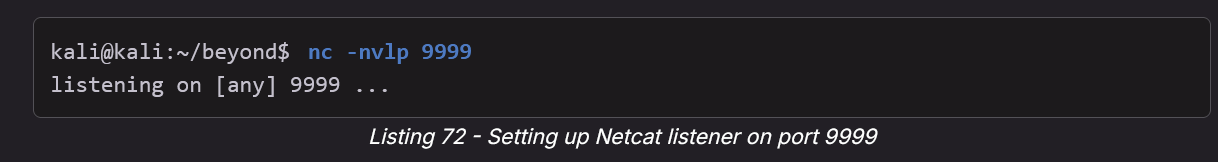 kali@kali:~/beyond$ nc -nvlp 9999
listening on [any] 9999 ...
Listing 72 - Setting up Netcat listener on port 9999